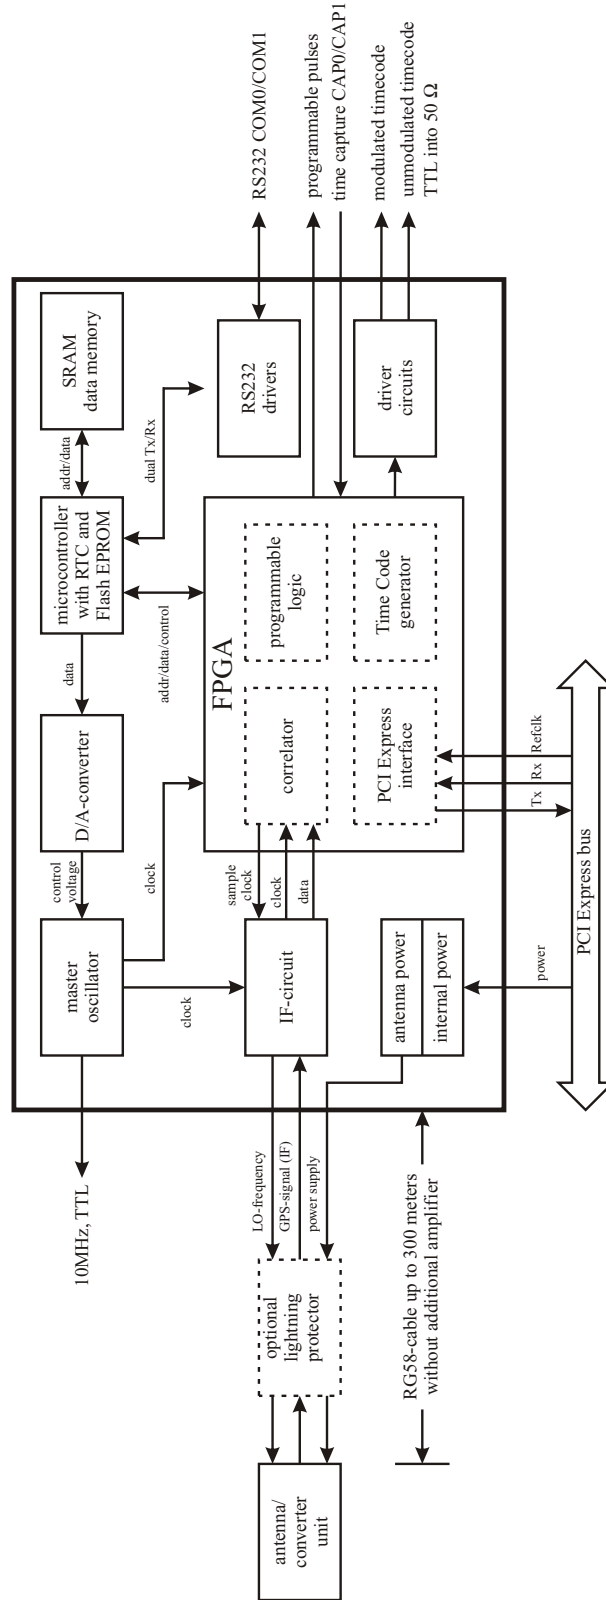 10MHz, TTL
master
oscillator
control
voltage
D/A-converter
data
microcontroller
with RTC and
Flash EPROM
addr/data
SRAM
data memory
clock
clock
addr/data/control
dual Tx/Rx
RS232
drivers
RS232 COM0/COM1
FPGA
antenna/
converter
unit
optional
lightning
protector
LO-frequency
GPS-signal (IF)
power supply
IF-circuit
sample
clock
clock
data
correlator
programmable
logic
programmable pulses
time capture CAP0/CAP1
PCI Express
interface
Time Code
generator
driver
circuits
modulated timecode
unmodulated timecode
TTL into 50 Ω
antenna power
internal power
RG58-cable up to 300 meters
without additional amplifier
power
Tx
Rx
Refclk
PCI Express bus